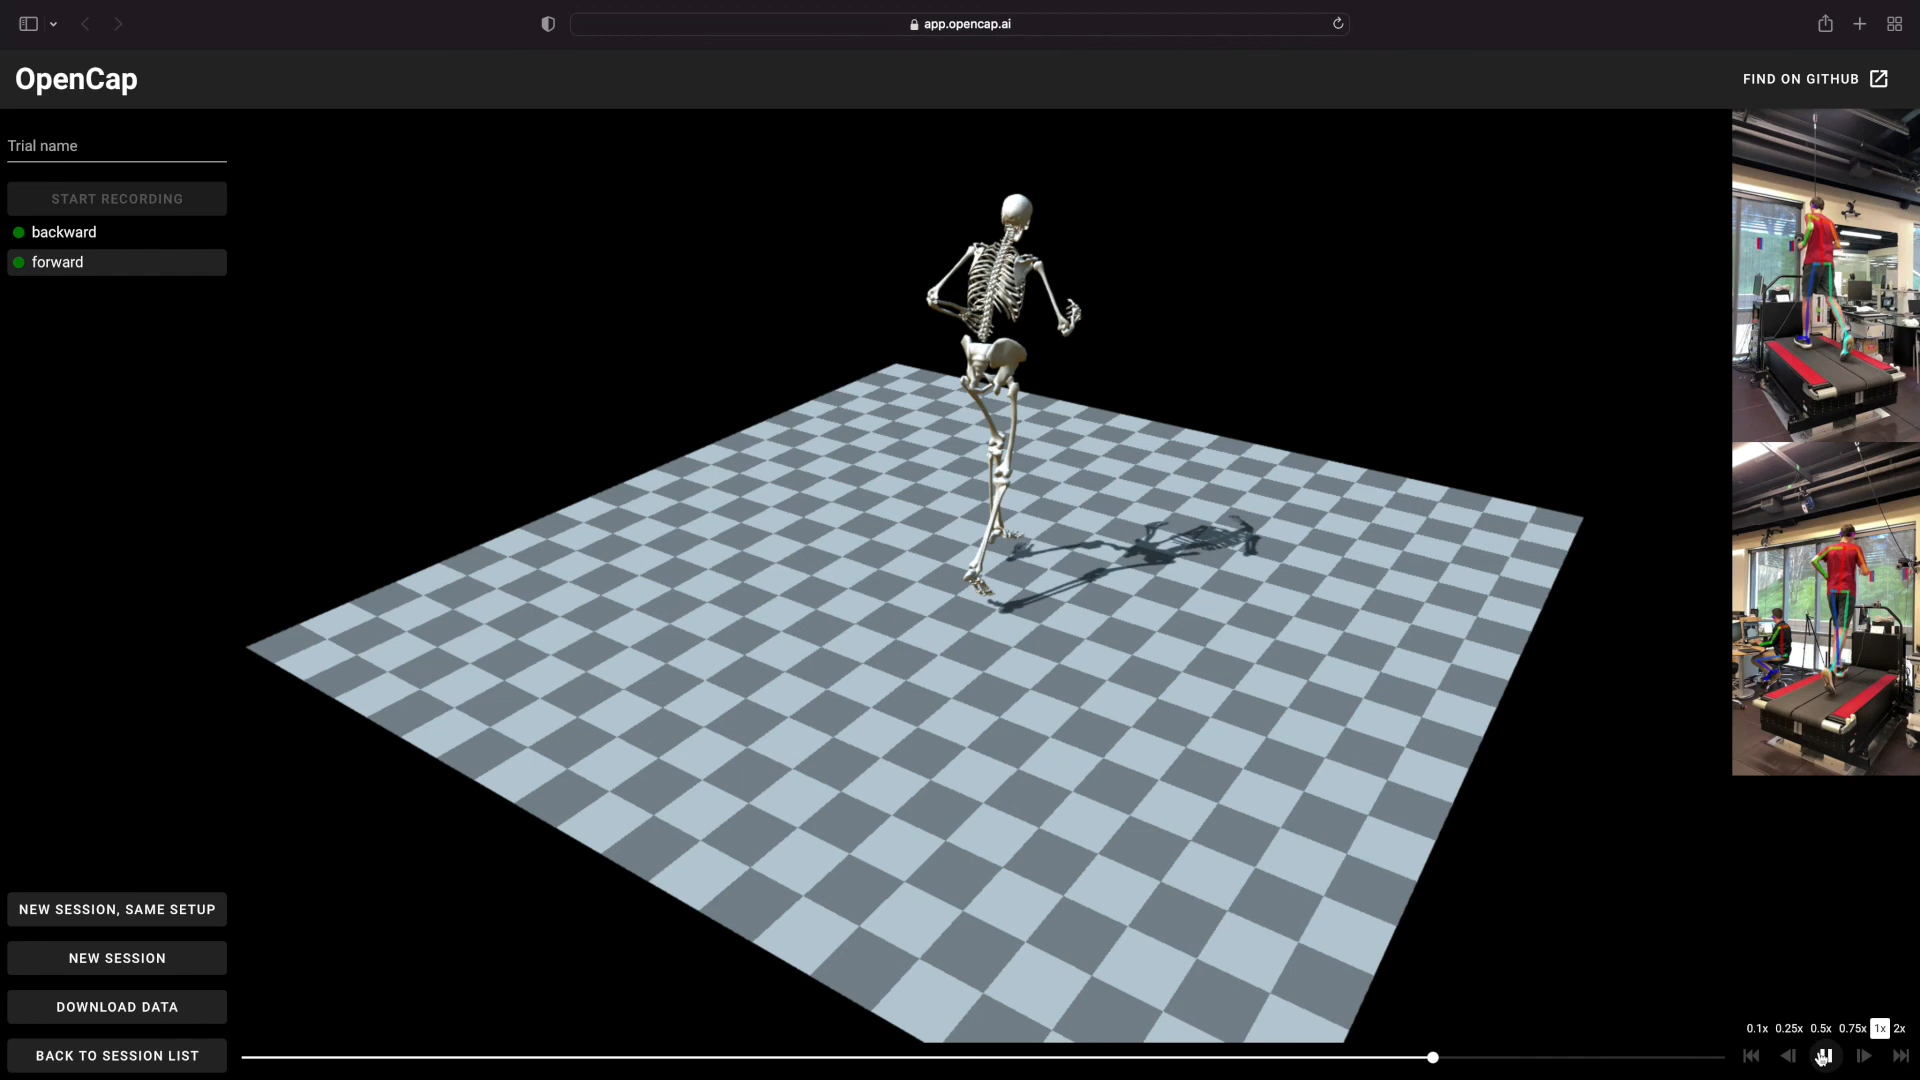 app.opencap.ai
OpenCap
FIND ON GITHUB
Trial name
START RECORDING
backward
forward
NEW SESSION, SAME SETUP
NEW SESSION
DOWNLOAD DATA
BACK TO SESSION LIST
0.1x 0.25x 0.5x 0.75x 1x 2x